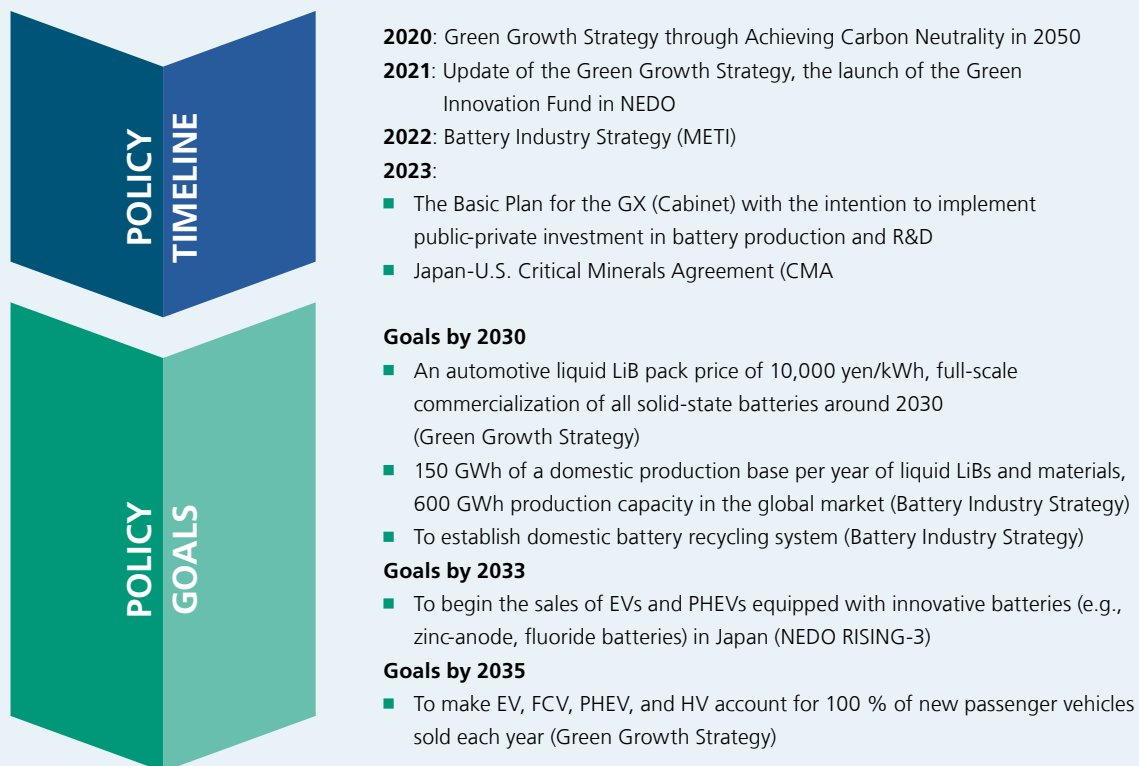 POLICY
TIMELINE
2020: Green Growth Strategy through Achieving Carbon Neutrality in 2050
2021: Update of the Green Growth Strategy, the launch of the Green
Innovation Fund in NEDO
2022: Battery Industry Strategy (METI)
2023:
■ The Basic Plan for the GX (Cabinet) with the intention to implement
public-private investment in battery production and R&D
■ Japan-U.S. Critical Minerals Agreement (CMA
POLICY
GOALS
Goals by 2030
■ An automotive liquid LiB pack price of 10,000 yen/kWh, full-scale
commercialization of all solid-state batteries around 2030
(Green Growth Strategy)
■ 150 GWh of a domestic production base per year of liquid LiBs and materials,
600 GWh production capacity in the global market (Battery Industry Strategy)
■ To establish domestic battery recycling system (Battery Industry Strategy)
Goals by 2033
■ To begin the sales of EVs and PHEVs equipped with innovative batteries (e.g.,
zinc-anode, fluoride batteries) in Japan (NEDO RISING-3)
Goals by 2035
■ To make EV, FCV, PHEV, and HV account for 100 % of new passenger vehicles
sold each year (Green Growth Strategy)